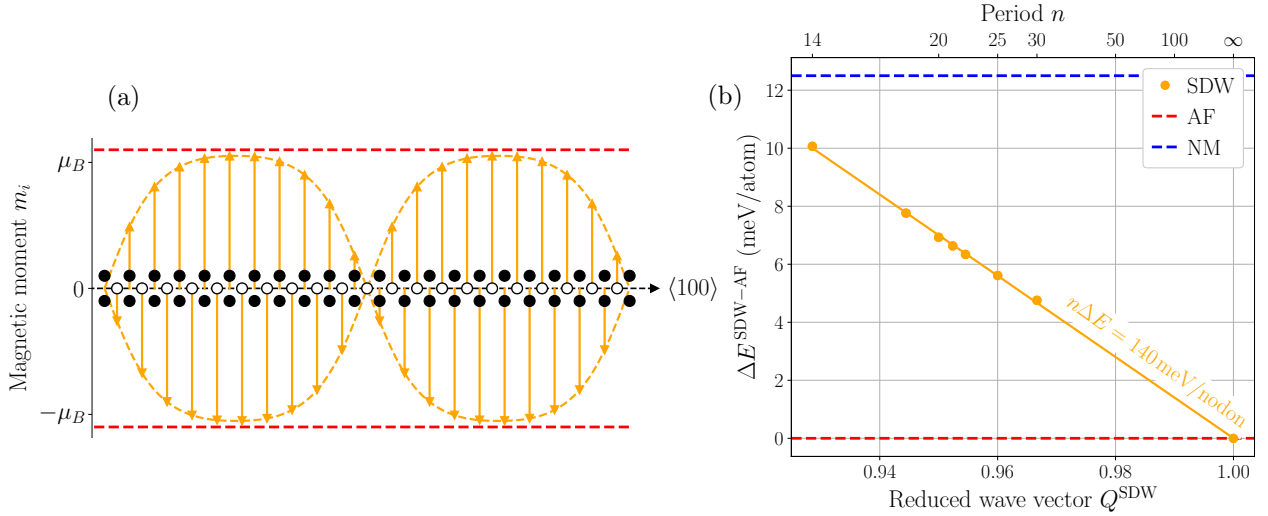 (a)
Magnetic moment m_i
μ_B
0
−μ_B
⟨100⟩
(b)
Period n
14 20 25 30 50 100 ∞
ΔE^{SDW−AF} (meV/atom)
12
10
8
6
4
2
0
SDW
AF
NM
nΔE = 140 meV/nodon
0.94 0.96 0.98 1.00
Reduced wave vector Q^{SDW}